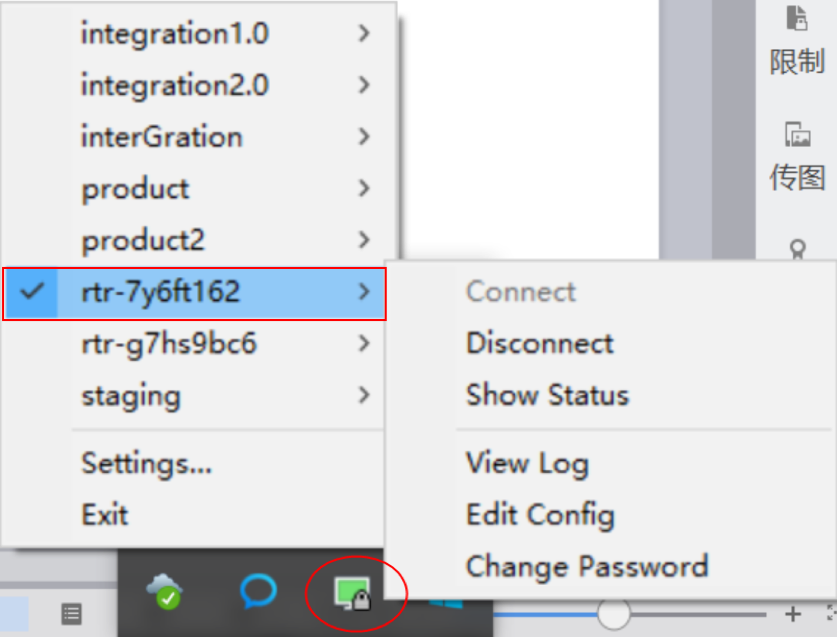 integration1.0
integration2.0
interGration
product
product2
rtr-7y6ft162
rtr-g7hs9bc6
staging
Settings...
Exit
Connect
Disconnect
Show Status
View Log
Edit Config
Change Password
限制
传图